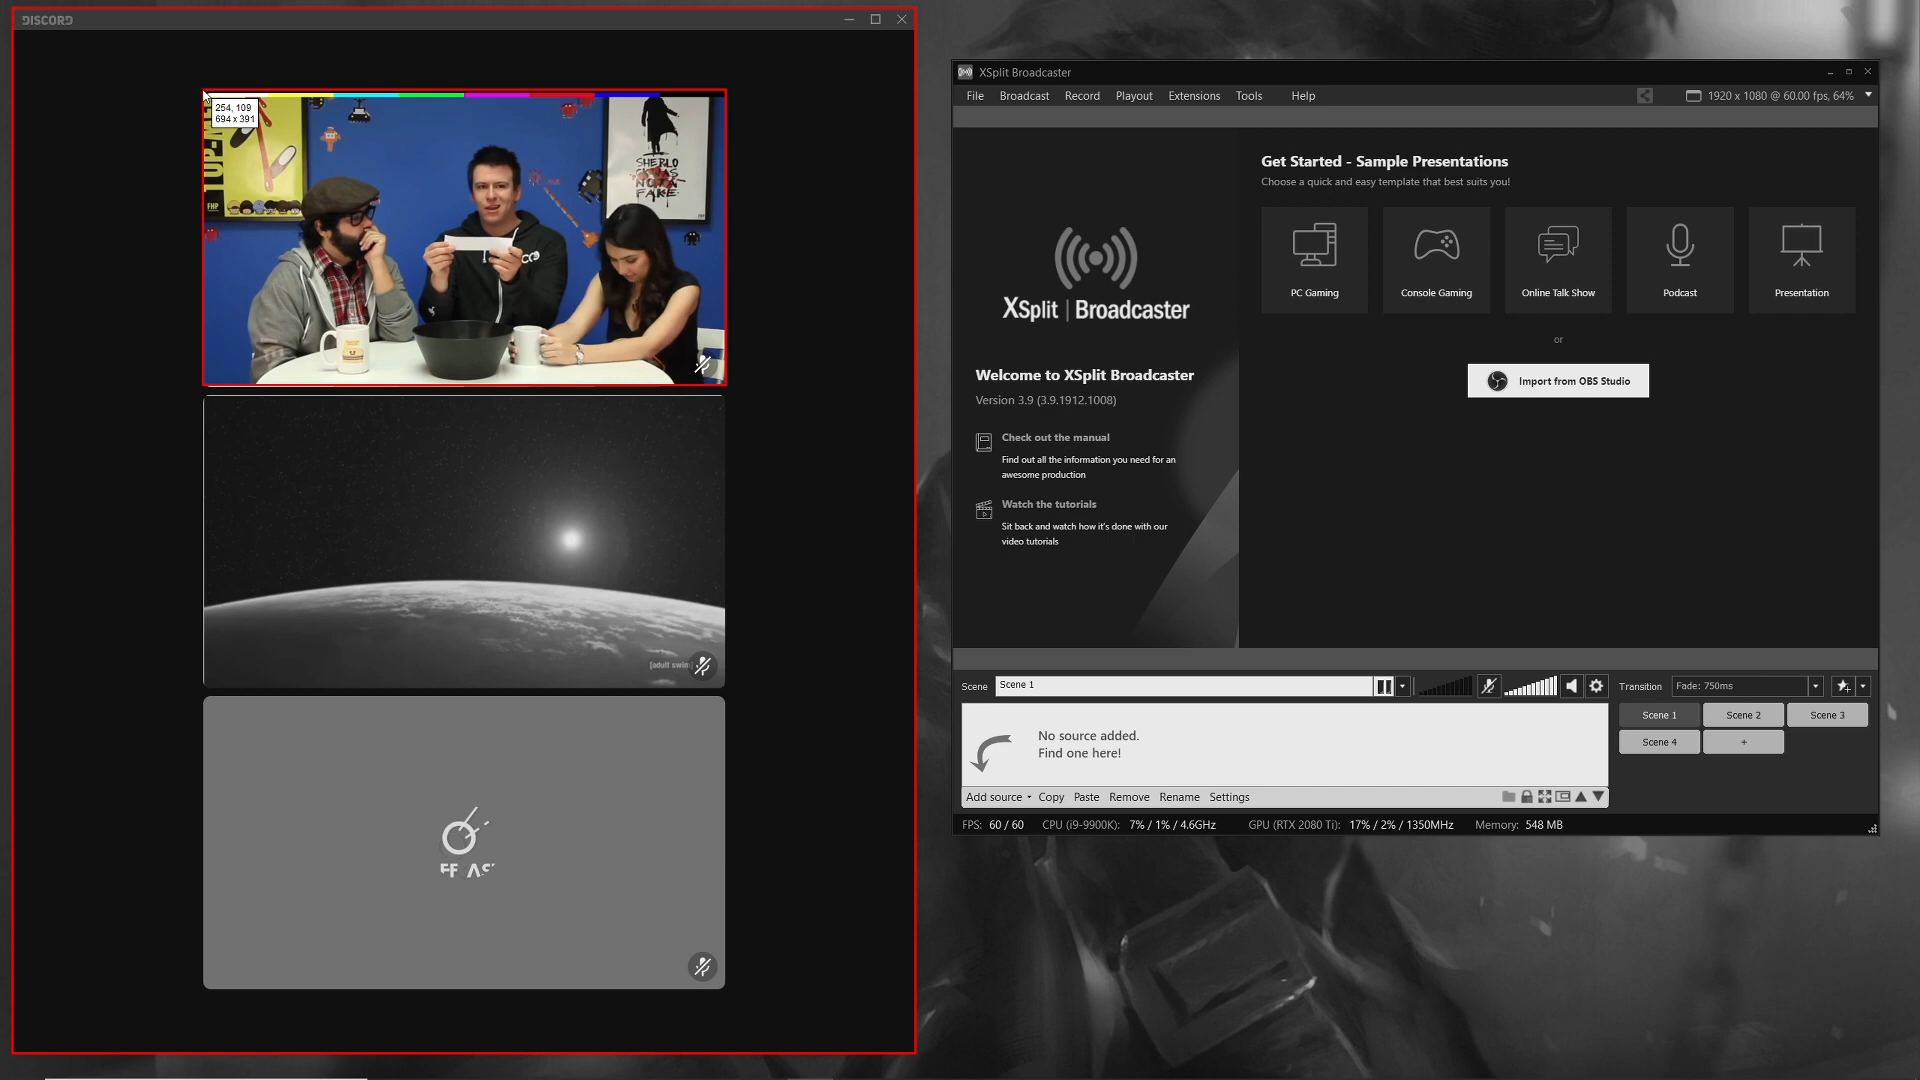 DISCORD
254, 109
694 x 391
TOP-
FHP
SHERLO
CK WAS
NOT A
FAKE.
[adult swim]
XSplit Broadcaster
File Broadcast Record Playout Extensions Tools Help
1920 x 1080 @ 60.00 fps, 64%
XSplit | Broadcaster
Welcome to XSplit Broadcaster
Version 3.9 (3.9.1912.1008)
Check out the manual
Find out all the information you need for an
awesome production
Watch the tutorials
Sit back and watch how it's done with our
video tutorials
Get Started - Sample Presentations
Choose a quick and easy template that best suits you!
PC Gaming
Console Gaming
Online Talk Show
Podcast
Presentation
or
Import from OBS Studio
Scene Scene 1
Transition Fade: 750ms
No source added.
Find one here!
Scene 1 Scene 2 Scene 3
Scene 4 +
Add source Copy Paste Remove Rename Settings
FPS: 60 / 60 CPU (i9-9900K): 7% / 1% / 4.6GHz GPU (RTX 2080 Ti): 17% / 2% / 1350MHz Memory: 548 MB